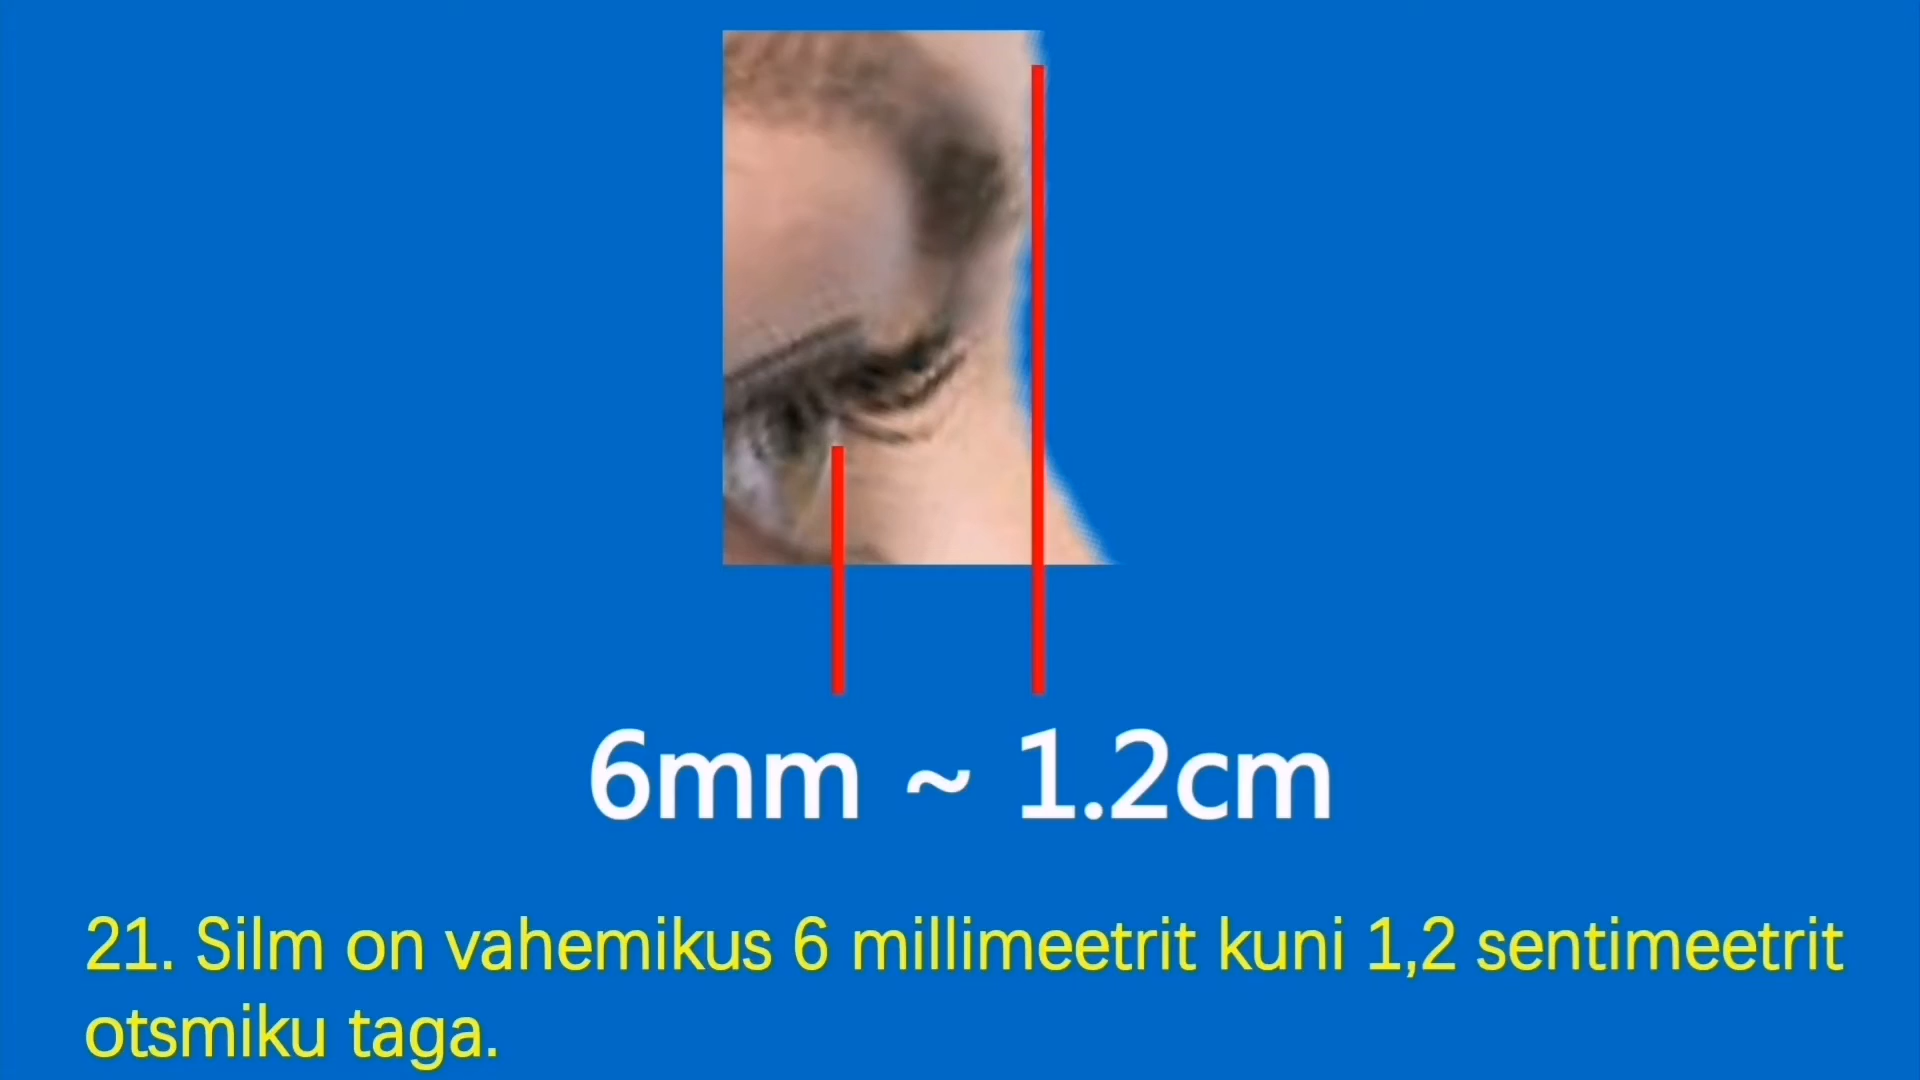 6mm ~ 1.2cm
21. Silm on vahemikus 6 millimeetrit kuni 1,2 sentimeetrit
otsmiku taga.